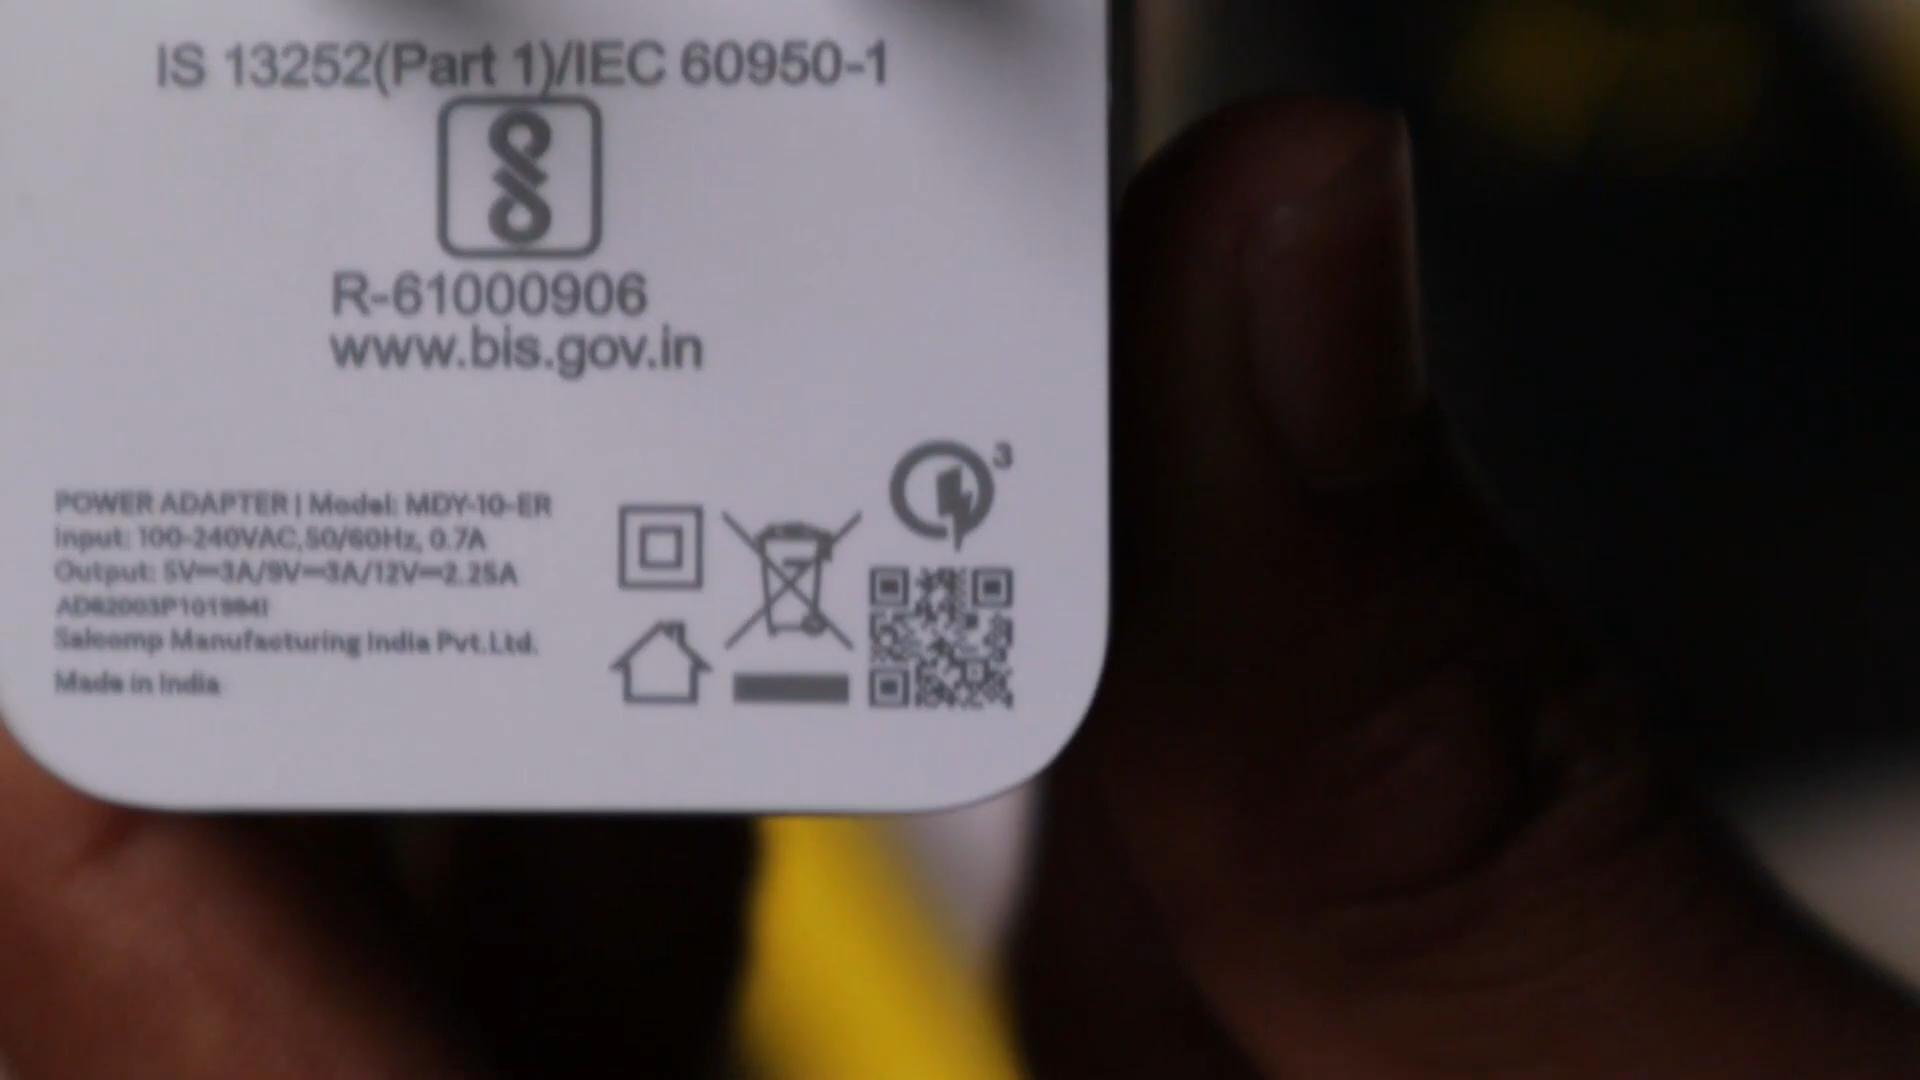 IS 13252(Part 1)/IEC 60950-1
R-61000906
www.bis.gov.in
3
POWER ADAPTER | Model: MDY-10-ER
Input: 100-240VAC,50/60Hz, 0.7A
Output: 5V⎓3A/9V⎓3A/12V⎓2.25A
Salcomp Manufacturing India Pvt.Ltd.
Made in India